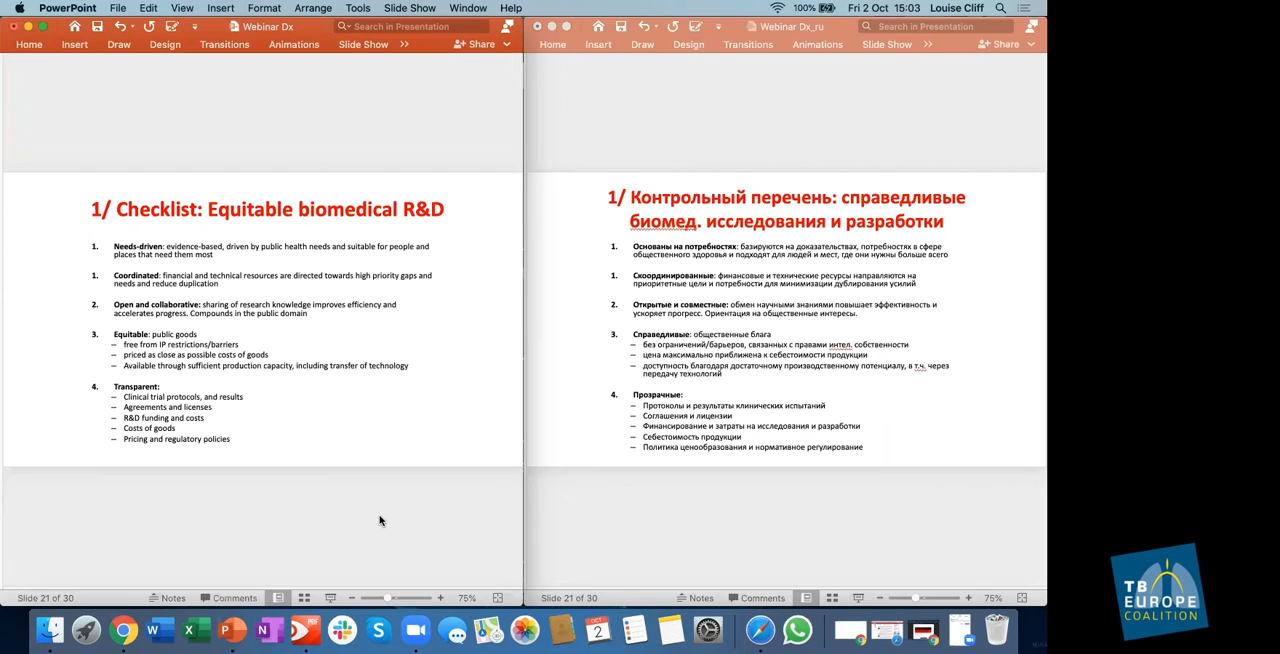 PowerPoint File Edit View Insert Format Arrange Tools Slide Show Window Help 100% Fri 2 Oct 15:03 Louise Cliff
Webinar Dx Search in Presentation
Home Insert Draw Design Transitions Animations Slide Show >> Share
1/ Checklist: Equitable biomedical R&D
1. Needs-driven: evidence-based, driven by public health needs and suitable for people and
places that need them most
1. Coordinated: financial and technical resources are directed towards high priority gaps and
needs and reduce duplication
2. Open and collaborative: sharing of research knowledge improves efficiency and
accelerates progress. Compounds in the public domain
3. Equitable: public goods
– free from IP restrictions/barriers
– priced as close as possible costs of goods
– Available through sufficient production capacity, including transfer of technology
4. Transparent:
– Clinical trial protocols, and results
– Agreements and licenses
– R&D funding and costs
– Costs of goods
– Pricing and regulatory policies
Slide 21 of 30 Notes Comments 75%
Webinar Dx_ru Search in Presentation
Home Insert Draw Design Transitions Animations Slide Show >> Share
1/ Контрольный перечень: справедливые
биомед. исследования и разработки
1. Основаны на потребностях: базируются на доказательствах, потребностях в сфере
общественного здоровья и подходят для людей и мест, где они нужны больше всего
1. Скоординированные: финансовые и технические ресурсы направляются на
приоритетные цели и потребности для минимизации дублирования усилий
2. Открытые и совместные: обмен научными знаниями повышает эффективность и
ускоряет прогресс. Ориентация на общественные интересы.
3. Справедливые: общественные блага
– без ограничений/барьеров, связанных с правами интел. собственности
– цена максимально приближена к себестоимости продукции
– доступность благодаря достаточному производственному потенциалу, в т.ч. через
передачу технологий
4. Прозрачные:
– Протоколы и результаты клинических испытаний
– Соглашения и лицензии
– Финансирование и затраты на исследования и разработки
– Себестоимость продукции
– Политика ценообразования и нормативное регулирование
Slide 21 of 30 Notes Comments 75%
TB
EUROPE
COALITION
OCT
2